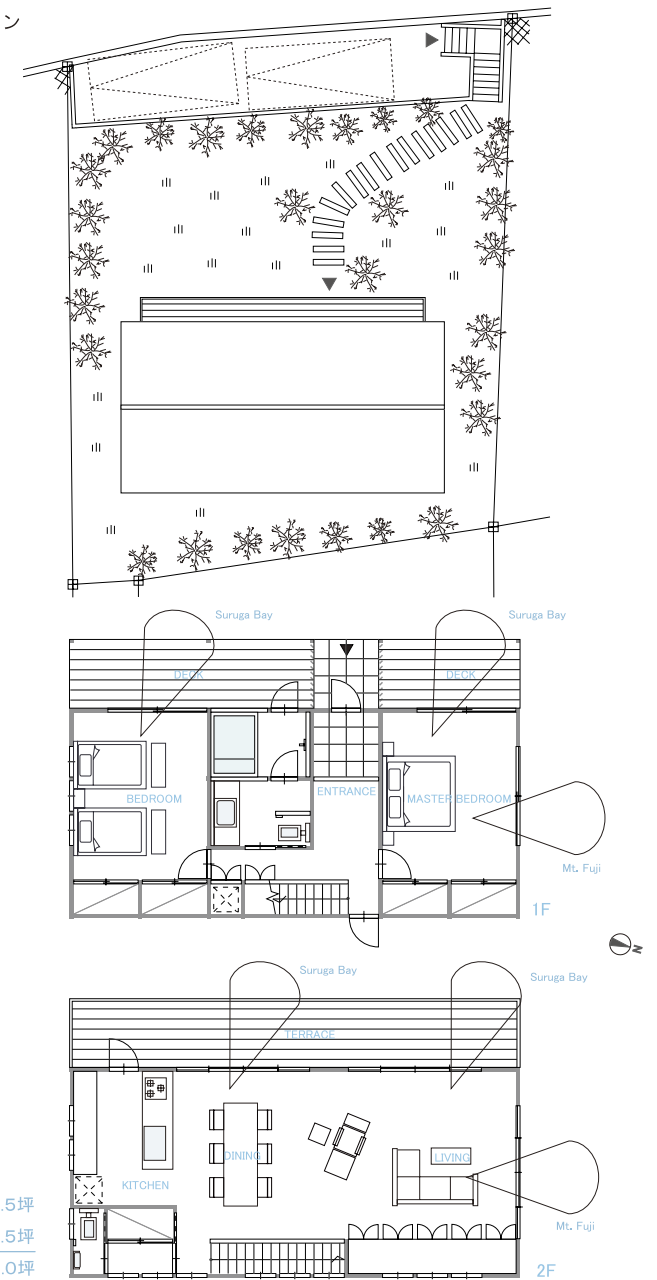 ン
Suruga Bay
Suruga Bay
DECK
DECK
BEDROOM
ENTRANCE
MASTER BEDROOM
Mt. Fuji
1F
N
Suruga Bay
Suruga Bay
TERRACE
DINING
LIVING
KITCHEN
Mt. Fuji
.5坪
.5坪
.0坪
2F